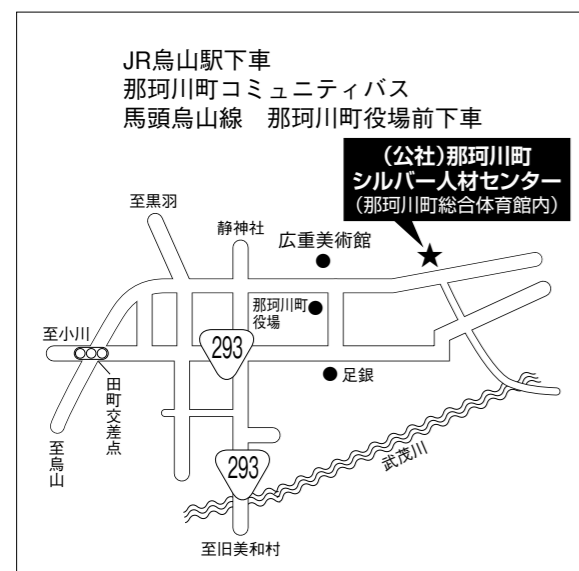 JR烏山駅下車
那珂川町コミュニティバス
馬頭烏山線　那珂川町役場前下車
(公社)那珂川町
シルバー人材センター
(那珂川町総合体育館内)
至黒羽
静神社
広重美術館
那珂川町
役場
至小川
293
足銀
田町交差点
至烏山
293
武茂川
至旧美和村